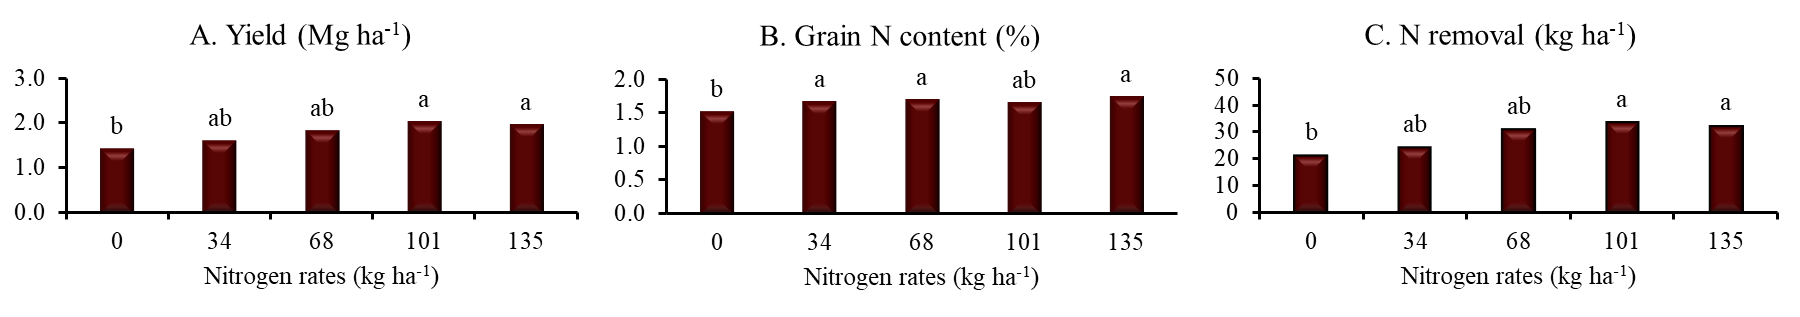 A. Yield (Mg ha-1)
3.0
2.0
1.0
0.0
b
ab
ab
a
a
0
34
68
101
135
Nitrogen rates (kg ha-1)
B. Grain N content (%)
2.0
1.5
1.0
0.5
0.0
b
a
a
ab
a
0
34
68
101
135
Nitrogen rates (kg ha-1)
C. N removal (kg ha-1)
50
40
30
20
10
0
b
ab
ab
a
a
0
34
68
101
135
Nitrogen rates (kg ha-1)